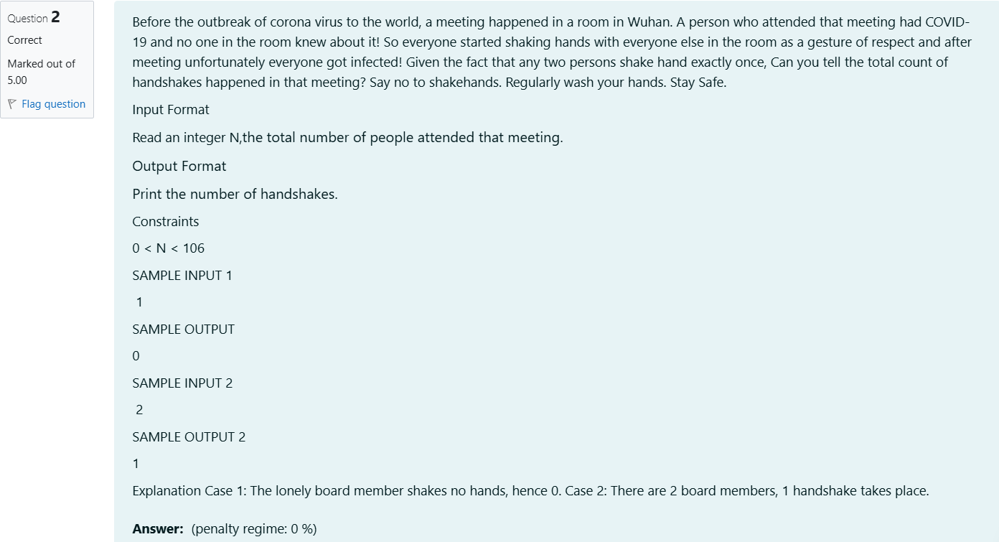 Question 2
Correct
Marked out of
5.00
Flag question
Before the outbreak of corona virus to the world, a meeting happened in a room in Wuhan. A person who attended that meeting had COVID-
19 and no one in the room knew about it! So everyone started shaking hands with everyone else in the room as a gesture of respect and after
meeting unfortunately everyone got infected! Given the fact that any two persons shake hand exactly once, Can you tell the total count of
handshakes happened in that meeting? Say no to shakehands. Regularly wash your hands. Stay Safe.
Input Format
Read an integer N,the total number of people attended that meeting.
Output Format
Print the number of handshakes.
Constraints
0 < N < 106
SAMPLE INPUT 1
1
SAMPLE OUTPUT
0
SAMPLE INPUT 2
2
SAMPLE OUTPUT 2
1
Explanation Case 1: The lonely board member shakes no hands, hence 0. Case 2: There are 2 board members, 1 handshake takes place.
Answer: (penalty regime: 0 %)